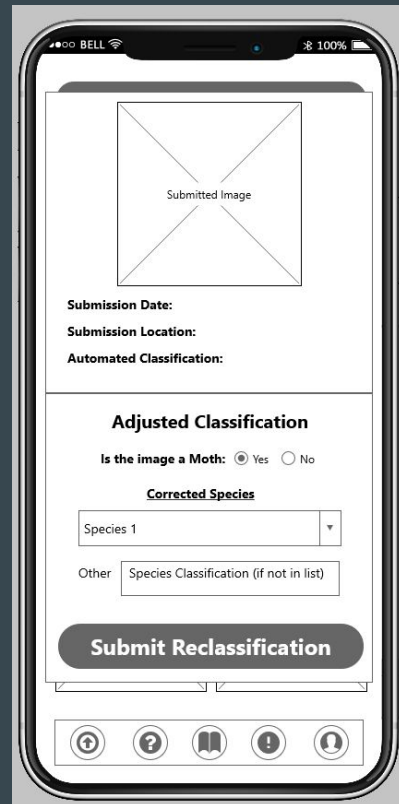 BELL 100%
Submitted Image
Submission Date:
Submission Location:
Automated Classification:
Adjusted Classification
Is the image a Moth: Yes No
Corrected Species
Species 1
Other Species Classification (if not in list)
Submit Reclassification